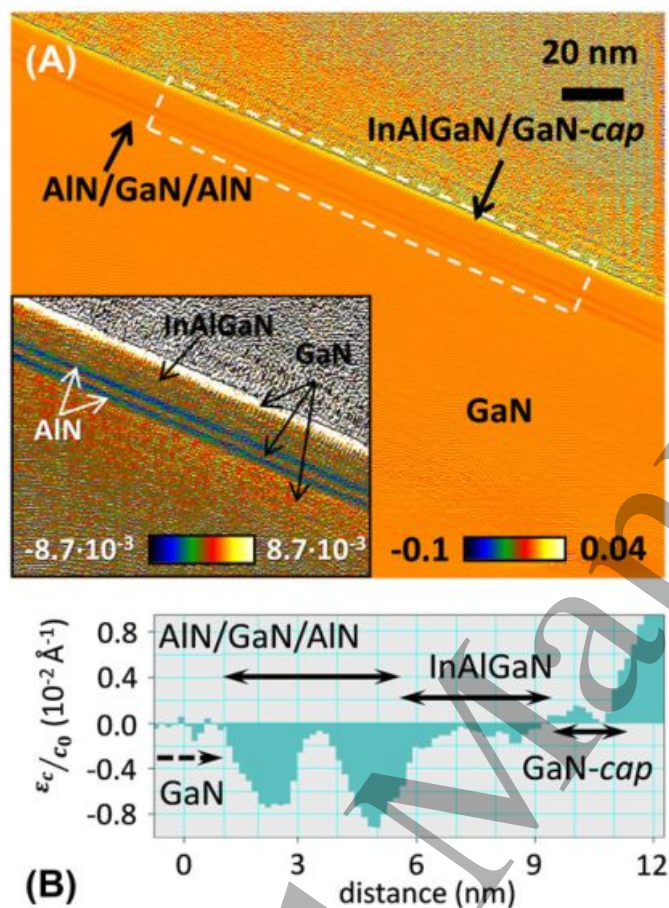 (A)
20 nm
InAlGaN/GaN-cap
AlN/GaN/AlN
InAlGaN
GaN
AlN
GaN
-8.7·10⁻³
8.7·10⁻³
-0.1
0.04
εc/c0 (10⁻² Å⁻¹)
0.8
0.4
0.0
-0.4
-0.8
AlN/GaN/AlN
InAlGaN
GaN
GaN-cap
0
3
6
9
12
(B)
distance (nm)